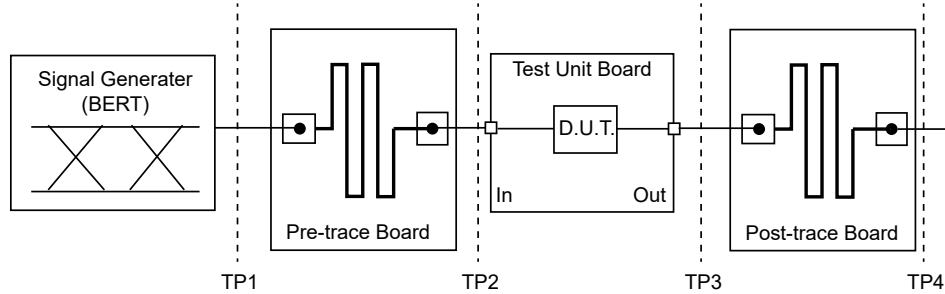 Signal Generater
(BERT)
Pre-trace Board
Test Unit Board
D.U.T.
In
Out
Post-trace Board
TP1
TP2
TP3
TP4